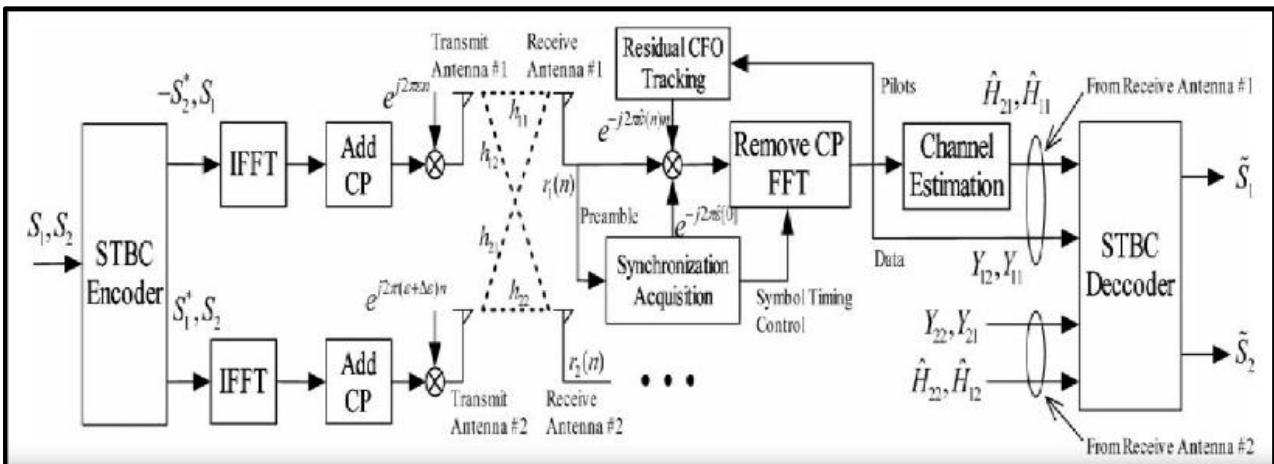 S₁, S₂
STBC
Encoder
−S₂*, S₁
IFFT
Add
CP
e^{j2πεn}
Transmit
Antenna #1
Receive
Antenna #1
h₁₁
h₁₂
h₂₁
h₂₂
S₁*, S₂
IFFT
Add
CP
e^{j2π(ε+Δε)n}
Transmit
Antenna #2
Receive
Antenna #2
r₁(n)
r₂(n)
Preamble
Residual CFO
Tracking
Synchronization
Acquisition
Remove CP
FFT
Symbol Timing
Control
Pilots
Data
Channel
Estimation
Ĥ₂₁, Ĥ₁₁
From Receive Antenna #1
Y₁₂, Y₁₁
Y₂₂, Y₂₁
Ĥ₂₂, Ĥ₁₂
From Receive Antenna #2
STBC
Deccoder
S̃₁
S̃₂